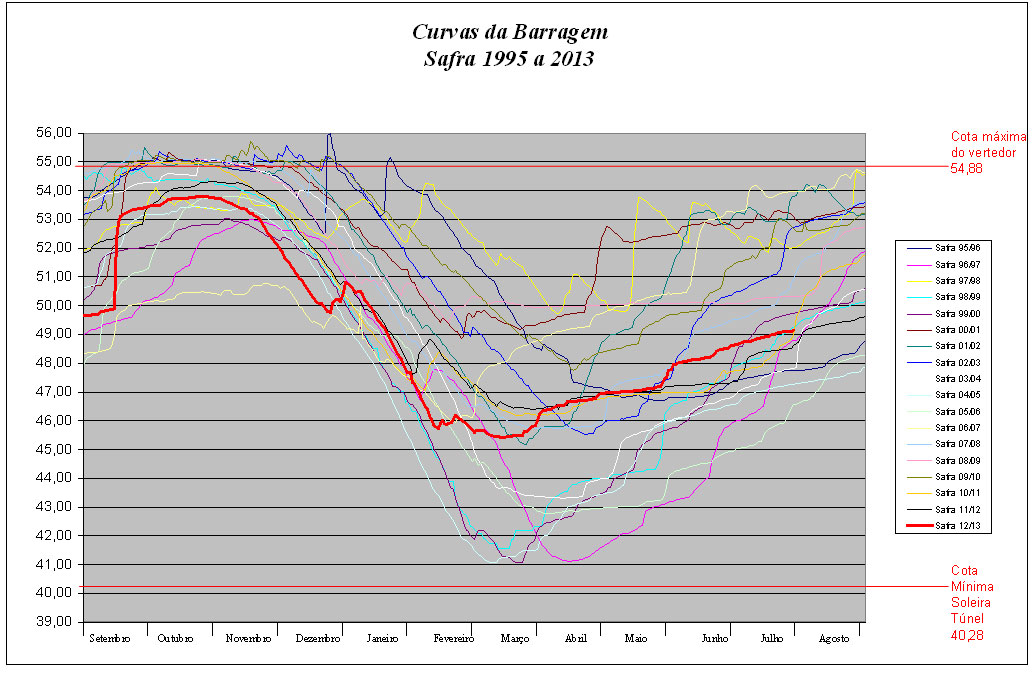 Curvas da Barragem
Safra 1995 a 2013
56,00
55,00
54,00
53,00
52,00
51,00
50,00
49,00
48,00
47,00
46,00
45,00
44,00
43,00
42,00
41,00
40,00
39,00
Setembro
Outubro
Novembro
Dezembro
Janeiro
Fevereiro
Março
Abril
Maio
Junho
Julho
Agosto
Cota máxima
do vertedor
54,88
Safra 95/96
Safra 96/97
Safra 97/98
Safra 98/99
Safra 99/00
Safra 00/01
Safra 01/02
Safra 02/03
Safra 03/04
Safra 04/05
Safra 05/06
Safra 06/07
Safra 07/08
Safra 08/09
Safra 09/10
Safra 10/11
Safra 11/12
Safra 12/13
Cota
Mínima
Soleira
Túnel
40,28